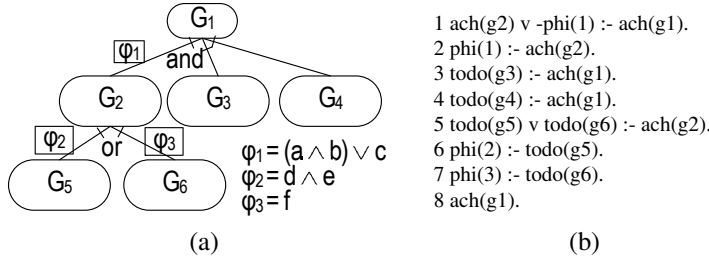 G1
φ1
and
G2
G3
G4
φ2
or
φ3
G5
G6
φ1 = (a ∧ b) ∨ c
φ2 = d ∧ e
φ3 = f
(a)
1 ach(g2) v -phi(1) :- ach(g1).
2 phi(1) :- ach(g2).
3 todo(g3) :- ach(g1).
4 todo(g4) :- ach(g1).
5 todo(g5) v todo(g6) :- ach(g2).
6 phi(2) :- todo(g5).
7 phi(3) :- todo(g6).
8 ach(g1).
(b)